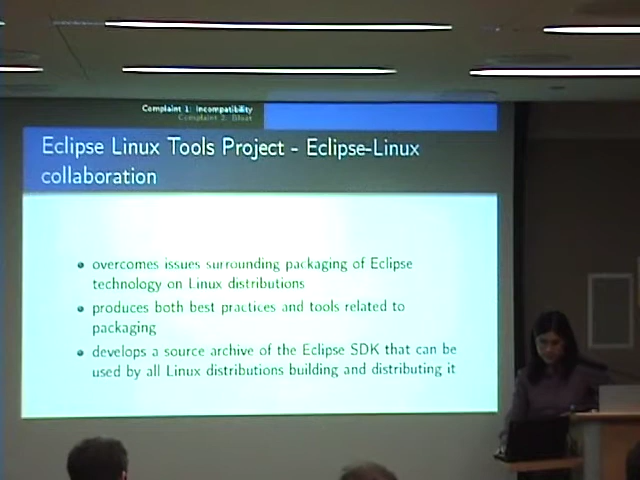 Complaint 1: Incompatibility
Complaint 2: Bloat
Eclipse Linux Tools Project - Eclipse-Linux
collaboration
overcomes issues surrounding packaging of Eclipse
technology on Linux distributions
produces both best practices and tools related to
packaging
develops a source archive of the Eclipse SDK that can be
used by all Linux distributions building and distributing it